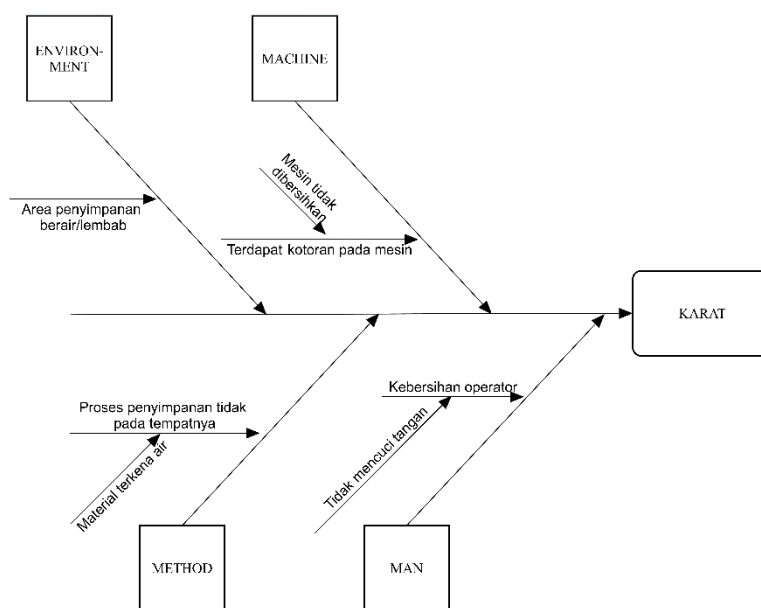 ENVIRON-
MENT
MACHINE
Mesin tidak
dibersihkan
Area penyimpanan
berair/lembab
Terdapat kotoran pada mesin
KARAT
Kebersihan operator
Proses penyimpanan tidak
pada tempatnya
Tidak mencuci tangan
Material terkena air
METHOD
MAN